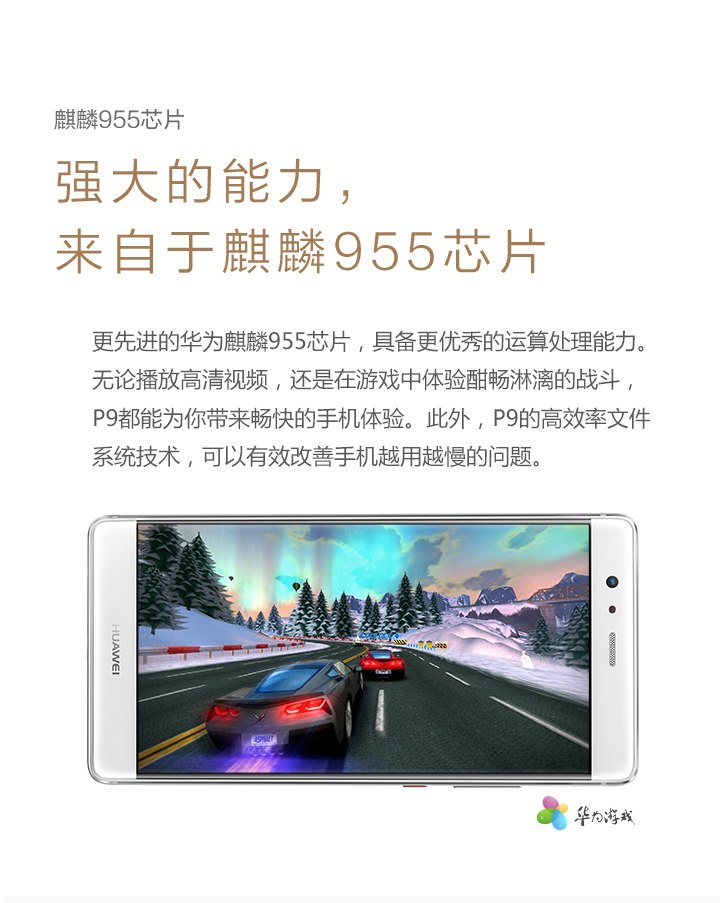 麒麟955芯片
强大的能力，
来自于麒麟955芯片
更先进的华为麒麟955芯片，具备更优秀的运算处理能力。
无论播放高清视频，还是在游戏中体验酣畅淋漓的战斗，
P9都能为你带来畅快的手机体验。此外，P9的高效率文件
系统技术，可以有效改善手机越用越慢的问题。
HUAWEI
ASPHALT
华为游戏